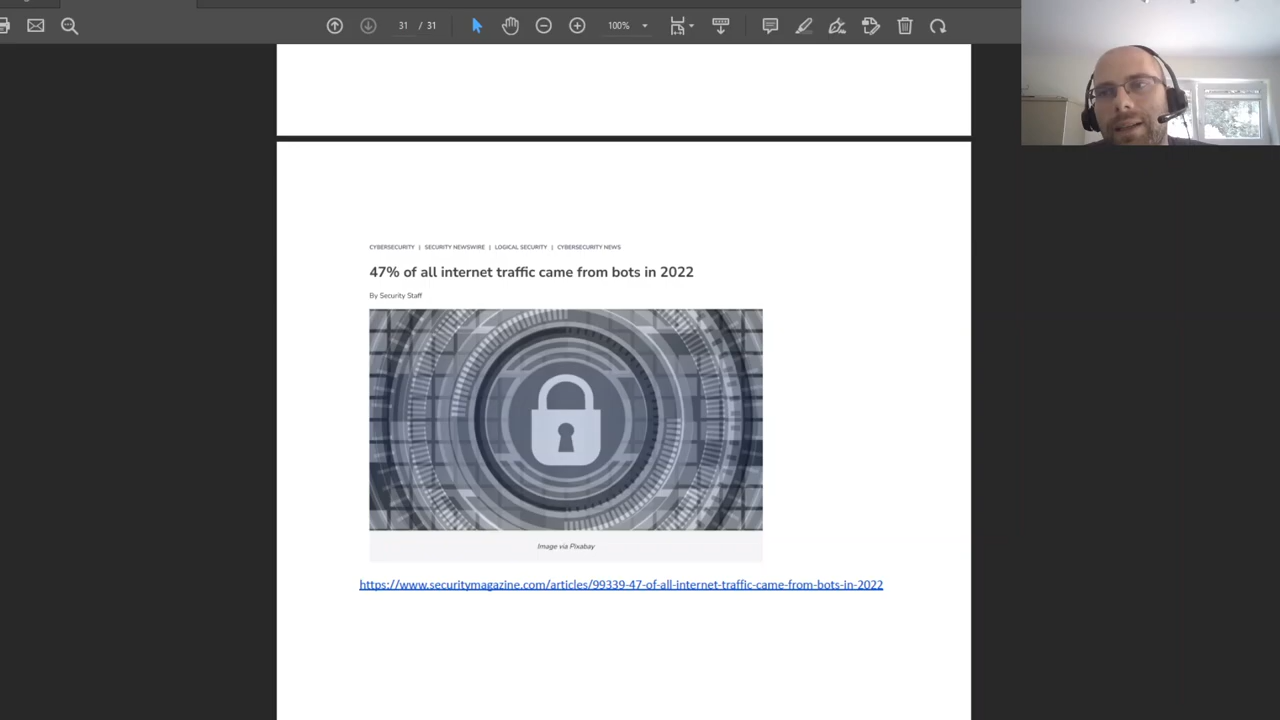 31 / 31
100%
CYBERSECURITY | SECURITY NEWSWIRE | LOGICAL SECURITY | CYBERSECURITY NEWS
47% of all internet traffic came from bots in 2022
By Security Staff
Image via Pixabay
https://www.securitymagazine.com/articles/99339-47-of-all-internet-traffic-came-from-bots-in-2022